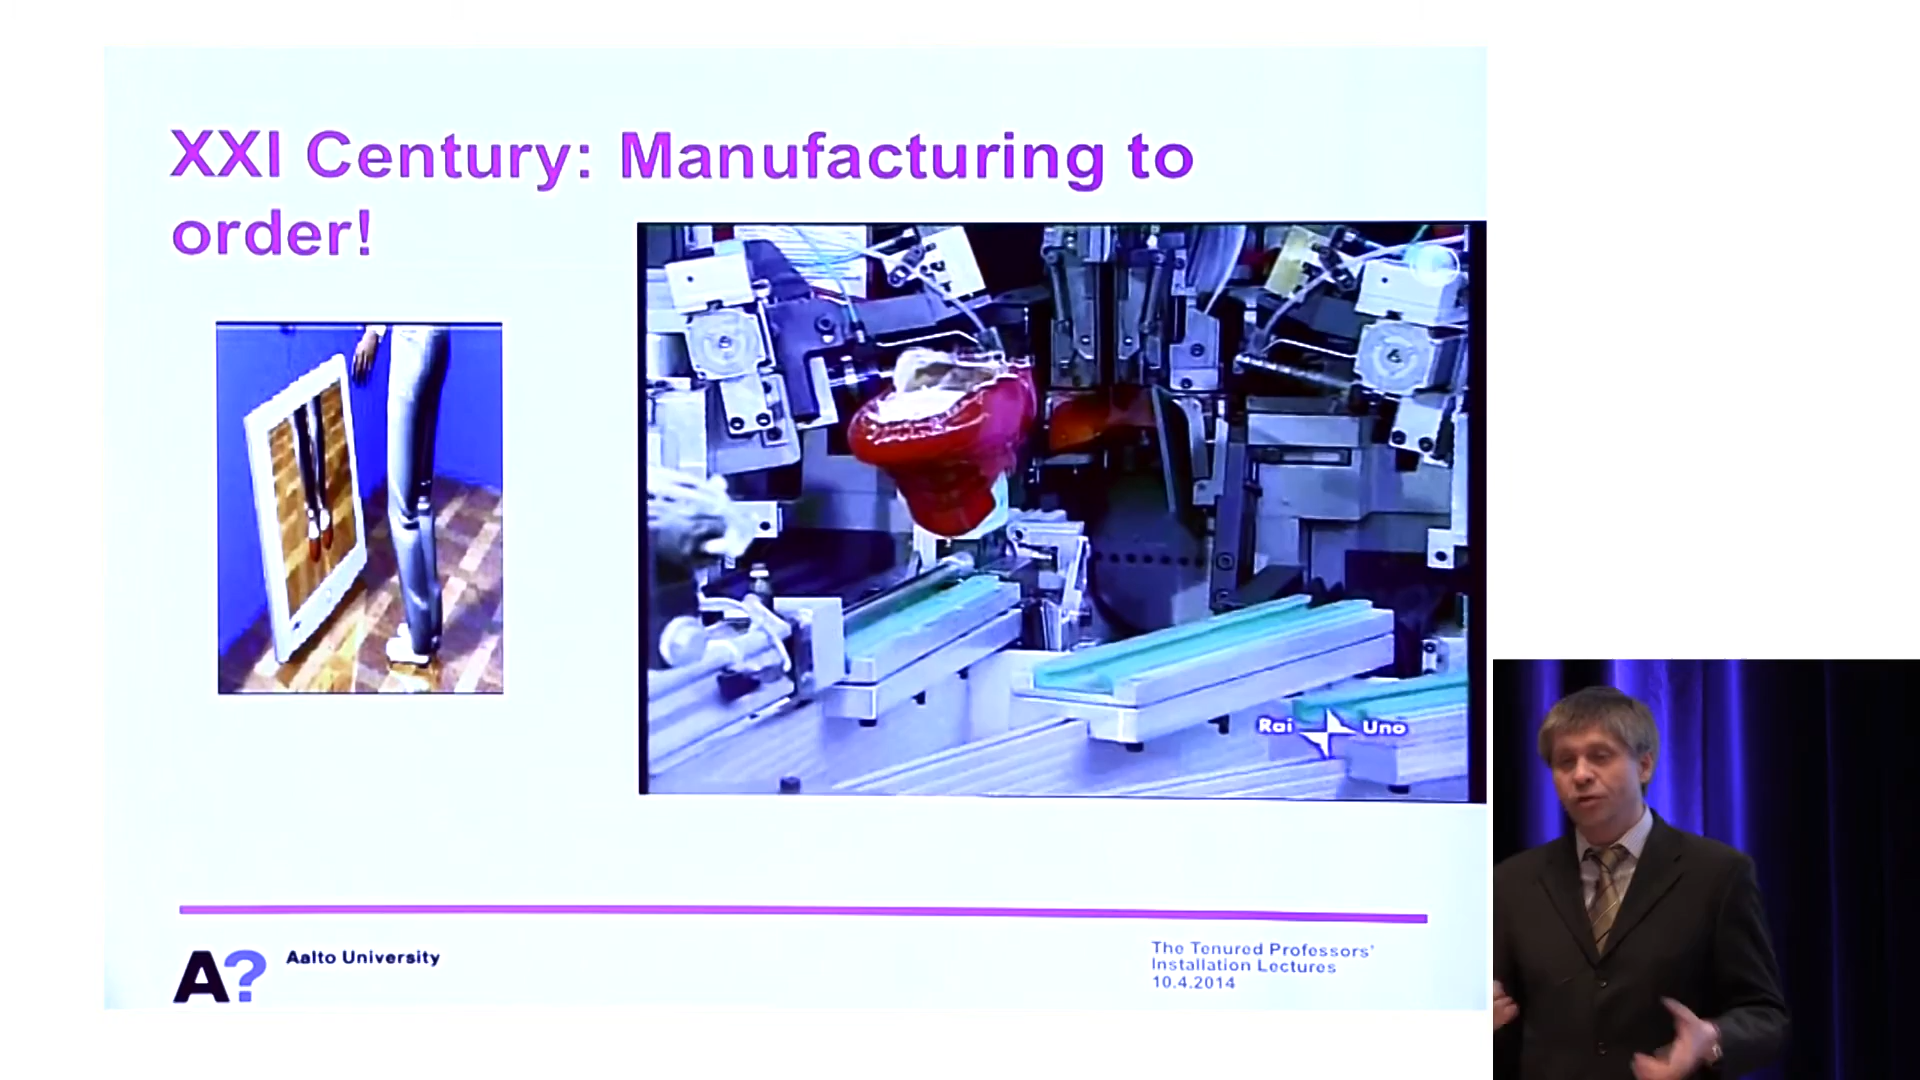 XXI Century: Manufacturing to
order!
Rai Uno
A?
Aalto University
The Tenured Professors'
Installation Lectures
10.4.2014